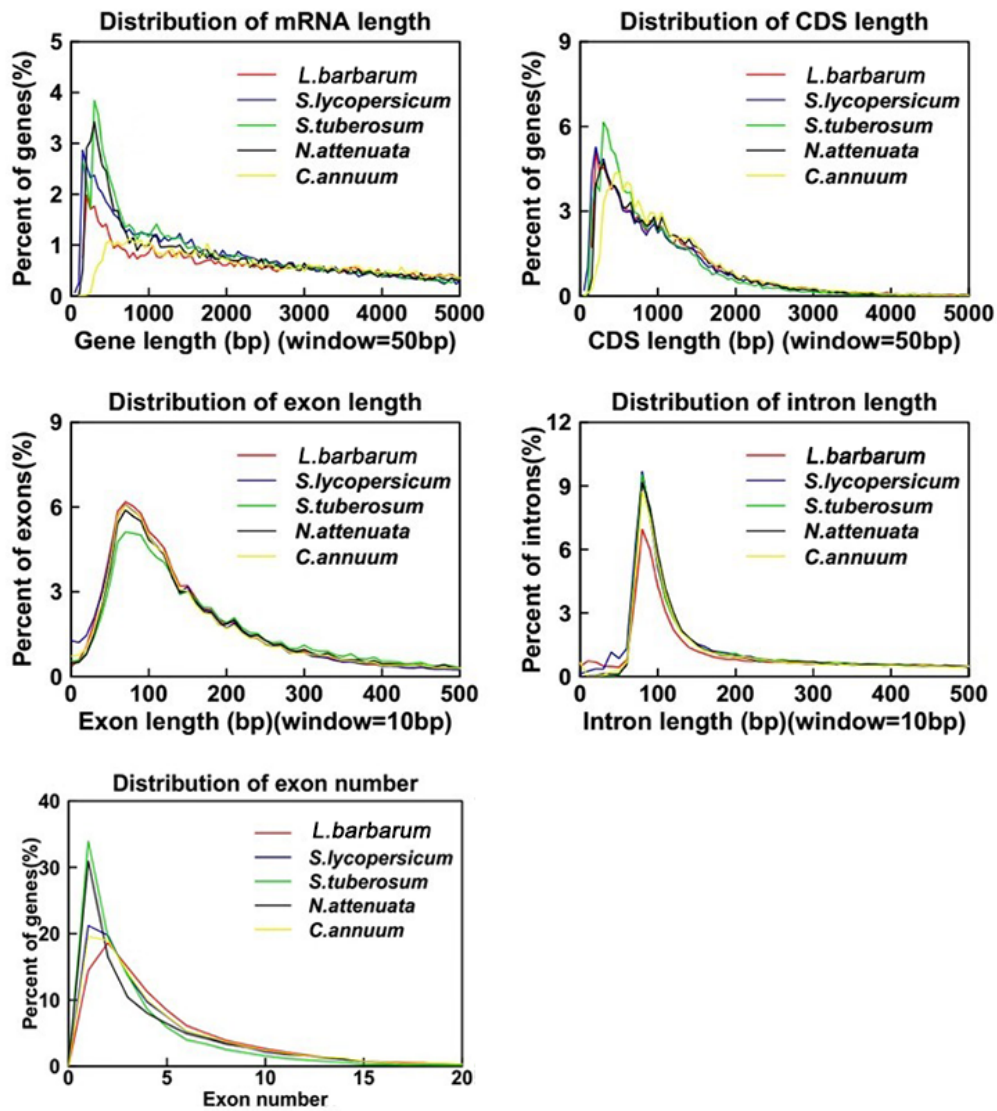 Distribution of mRNA length
Percent of genes(%)
5
4
3
2
1
0
L.barbarum
S.lycopersicum
S.tuberosum
N.attenuata
C.annuum
0 1000 2000 3000 4000 5000
Gene length (bp) (window=50bp)
Distribution of CDS length
Percent of genes(%)
9
6
3
0
L.barbarum
S.lycopersicum
S.tuberosum
N.attenuata
C.annuum
0 1000 2000 3000 4000 5000
CDS length (bp) (window=50bp)
Distribution of exon length
Percent of exons(%)
9
6
3
0
L.barbarum
S.lycopersicum
S.tuberosum
N.attenuata
C.annuum
0 100 200 300 400 500
Exon length (bp)(window=10bp)
Distribution of intron length
Percent of introns(%)
12
9
6
3
0
L.barbarum
S.lycopersicum
S.tuberosum
N.attenuata
C.annuum
0 100 200 300 400 500
Intron length (bp)(window=10bp)
Distribution of exon number
Percent of genes(%)
40
30
20
10
0
L.barbarum
S.lycopersicum
S.tuberosum
N.attenuata
C.annuum
0 5 10 15 20
Exon number